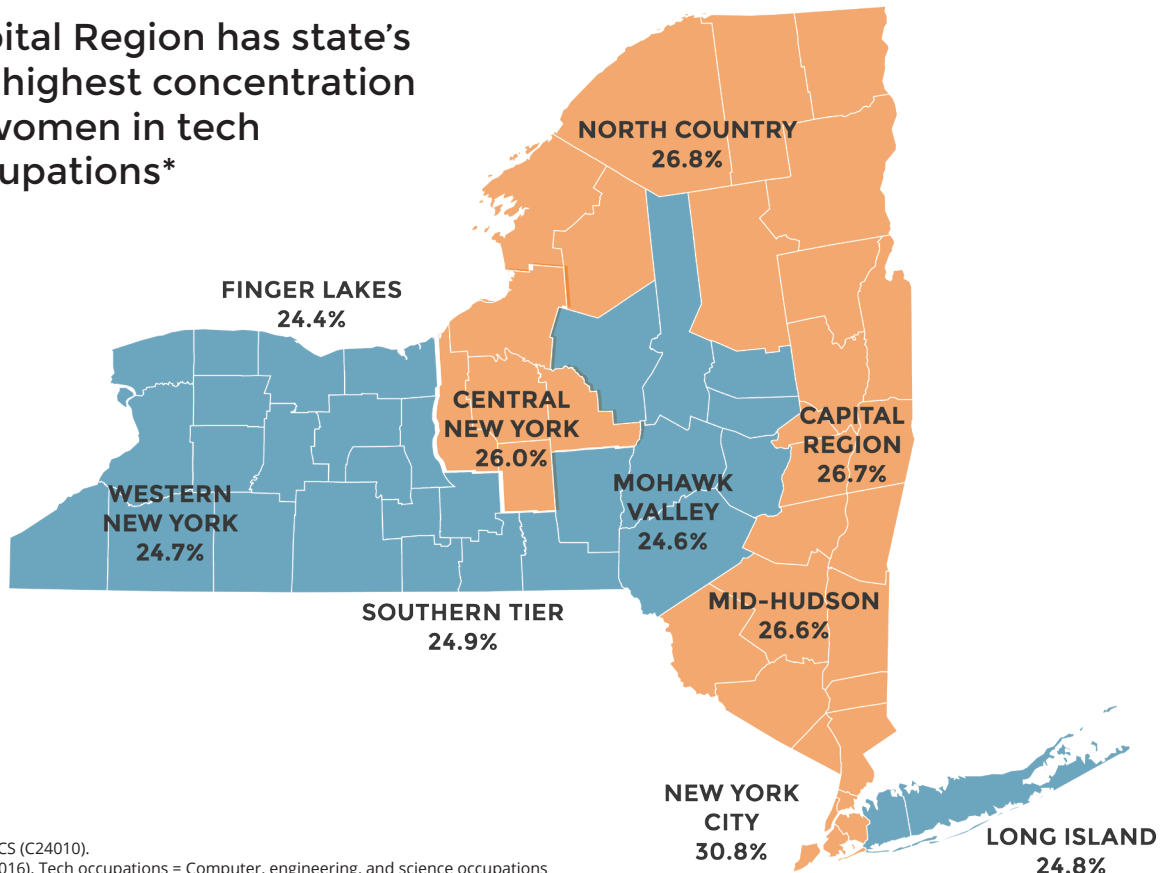 pital Region has state's
highest concentration
women in tech
upations*
NORTH COUNTRY
26.8%
FINGER LAKES
24.4%
CENTRAL
NEW YORK
26.0%
CAPITAL
REGION
26.7%
WESTERN
NEW YORK
24.7%
MOHAWK
VALLEY
24.6%
SOUTHERN TIER
24.9%
MID-HUDSON
26.6%
NEW YORK
CITY
30.8%
LONG ISLAND
24.8%
CS (C24010).
016). Tech occupations = Computer, engineering, and science occupations